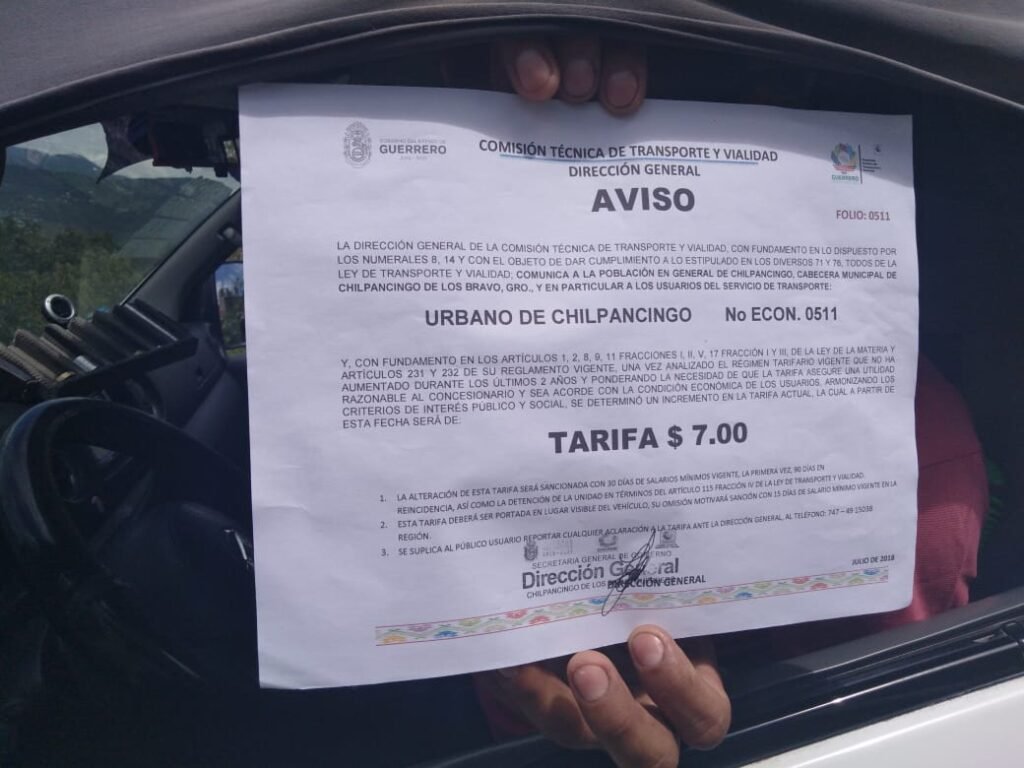 GOBIERNO DEL ESTADO DE
GUERRERO
COMISIÓN TÉCNICA DE TRANSPORTE Y VIALIDAD
DIRECCIÓN GENERAL
AVISO
GUERRERO
FOLIO: 0511
LA DIRECCIÓN GENERAL DE LA COMISIÓN TÉCNICA DE TRANSPORTE Y VIALIDAD, CON FUNDAMENTO EN LO DISPUESTO POR
LOS NUMERALES 8, 14 Y CON EL OBJETO DE DAR CUMPLIMIENTO A LO ESTIPULADO EN LOS DIVERSOS 71 Y 76, TODOS DE LA
LEY DE TRANSPORTE Y VIALIDAD; COMUNICA A LA POBLACIÓN EN GENERAL DE CHILPANCINGO, CABECERA MUNICIPAL DE
CHILPANCINGO DE LOS BRAVO, GRO., Y EN PARTICULAR A LOS USUARIOS DEL SERVICIO DE TRANSPORTE:
URBANO DE CHILPANCINGO No ECON. 0511
Y, CON FUNDAMENTO EN LOS ARTÍCULOS 1, 2, 8, 9, 11 FRACCIONES I, II, V, 17 FRACCIÓN I Y III, DE LA LEY DE LA MATERIA Y
ARTÍCULOS 231 Y 232 DE SU REGLAMENTO VIGENTE, UNA VEZ ANALIZADO EL RÉGIMEN TARIFARIO VIGENTE QUE NO HA
AUMENTADO DURANTE LOS ÚLTIMOS 2 AÑOS Y PONDERANDO LA NECESIDAD DE QUE LA TARIFA ASEGURE UNA UTILIDAD
RAZONABLE AL CONCESIONARIO Y SEA ACORDE CON LA CONDICIÓN ECONÓMICA DE LOS USUARIOS, ARMONIZANDO LOS
CRITERIOS DE INTERÉS PÚBLICO Y SOCIAL, SE DETERMINÓ UN INCREMENTO EN LA TARIFA ACTUAL, LA CUAL A PARTIR DE
ESTA FECHA SERÁ DE:
TARIFA $ 7.00
1. LA ALTERACIÓN DE ESTA TARIFA SERÁ SANCIONADA CON 30 DÍAS DE SALARIOS MÍNIMOS VIGENTE, LA PRIMERA VEZ, 90 DÍAS EN
REINCIDENCIA, ASÍ COMO LA DETENCIÓN DE LA UNIDAD EN TÉRMINOS DEL ARTÍCULO 115 FRACCIÓN IV DE LA LEY DE TRANSPORTE Y VIALIDAD.
2. ESTA TARIFA DEBERÁ SER PORTADA EN LUGAR VISIBLE DEL VEHÍCULO, SU OMISIÓN MOTIVARÁ SANCIÓN CON 15 DÍAS DE SALARIO MÍNIMO VIGENTE EN LA
REGIÓN.
3. SE SUPLICA AL PÚBLICO USUARIO REPORTAR CUALQUIER ACLARACIÓN A LA TARIFA ANTE LA DIRECCIÓN GENERAL, AL TELÉFONO: 747 – 49 15038
SECRETARIA GENERAL DE GOBIERNO
Dirección General
CHILPANCINGO DE LOS DIRECCIÓN GENERAL
JULIO DE 2018